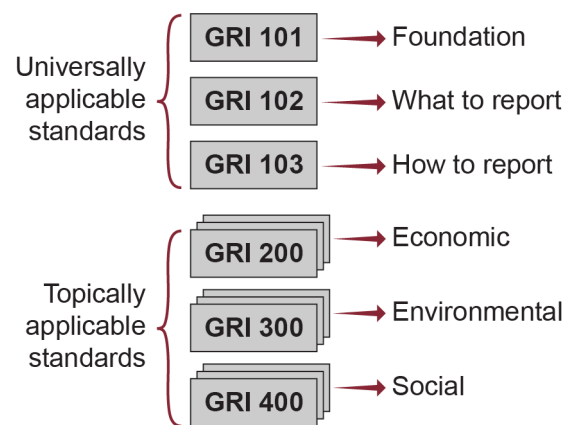 Universally
applicable
standards
GRI 101
Foundation
GRI 102
What to report
GRI 103
How to report
Topically
applicable
standards
GRI 200
Economic
GRI 300
Environmental
GRI 400
Social